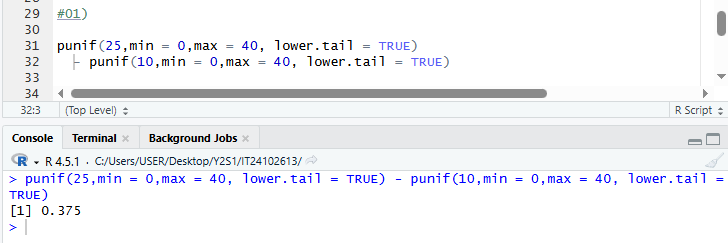 29 #01)
30
31 punif(25,min = 0,max = 40, lower.tail = TRUE)
32 - punif(10,min = 0,max = 40, lower.tail = TRUE)
33
34
32:3 (Top Level) R Script
Console Terminal Background Jobs
R 4.5.1 · C:/Users/USER/Desktop/Y2S1/IT24102613/
> punif(25,min = 0,max = 40, lower.tail = TRUE) - punif(10,min = 0,max = 40, lower.tail =
TRUE)
[1] 0.375
>